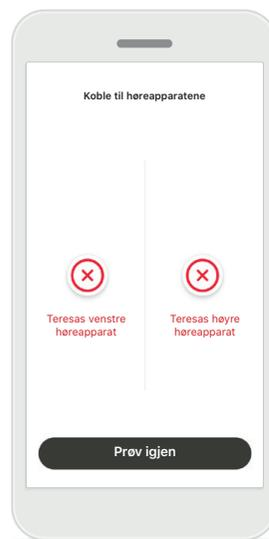 Koble til høreapparatene
Teresas venstre
høreapparat
Teresas høyre
høreapparat
Prøv igjen